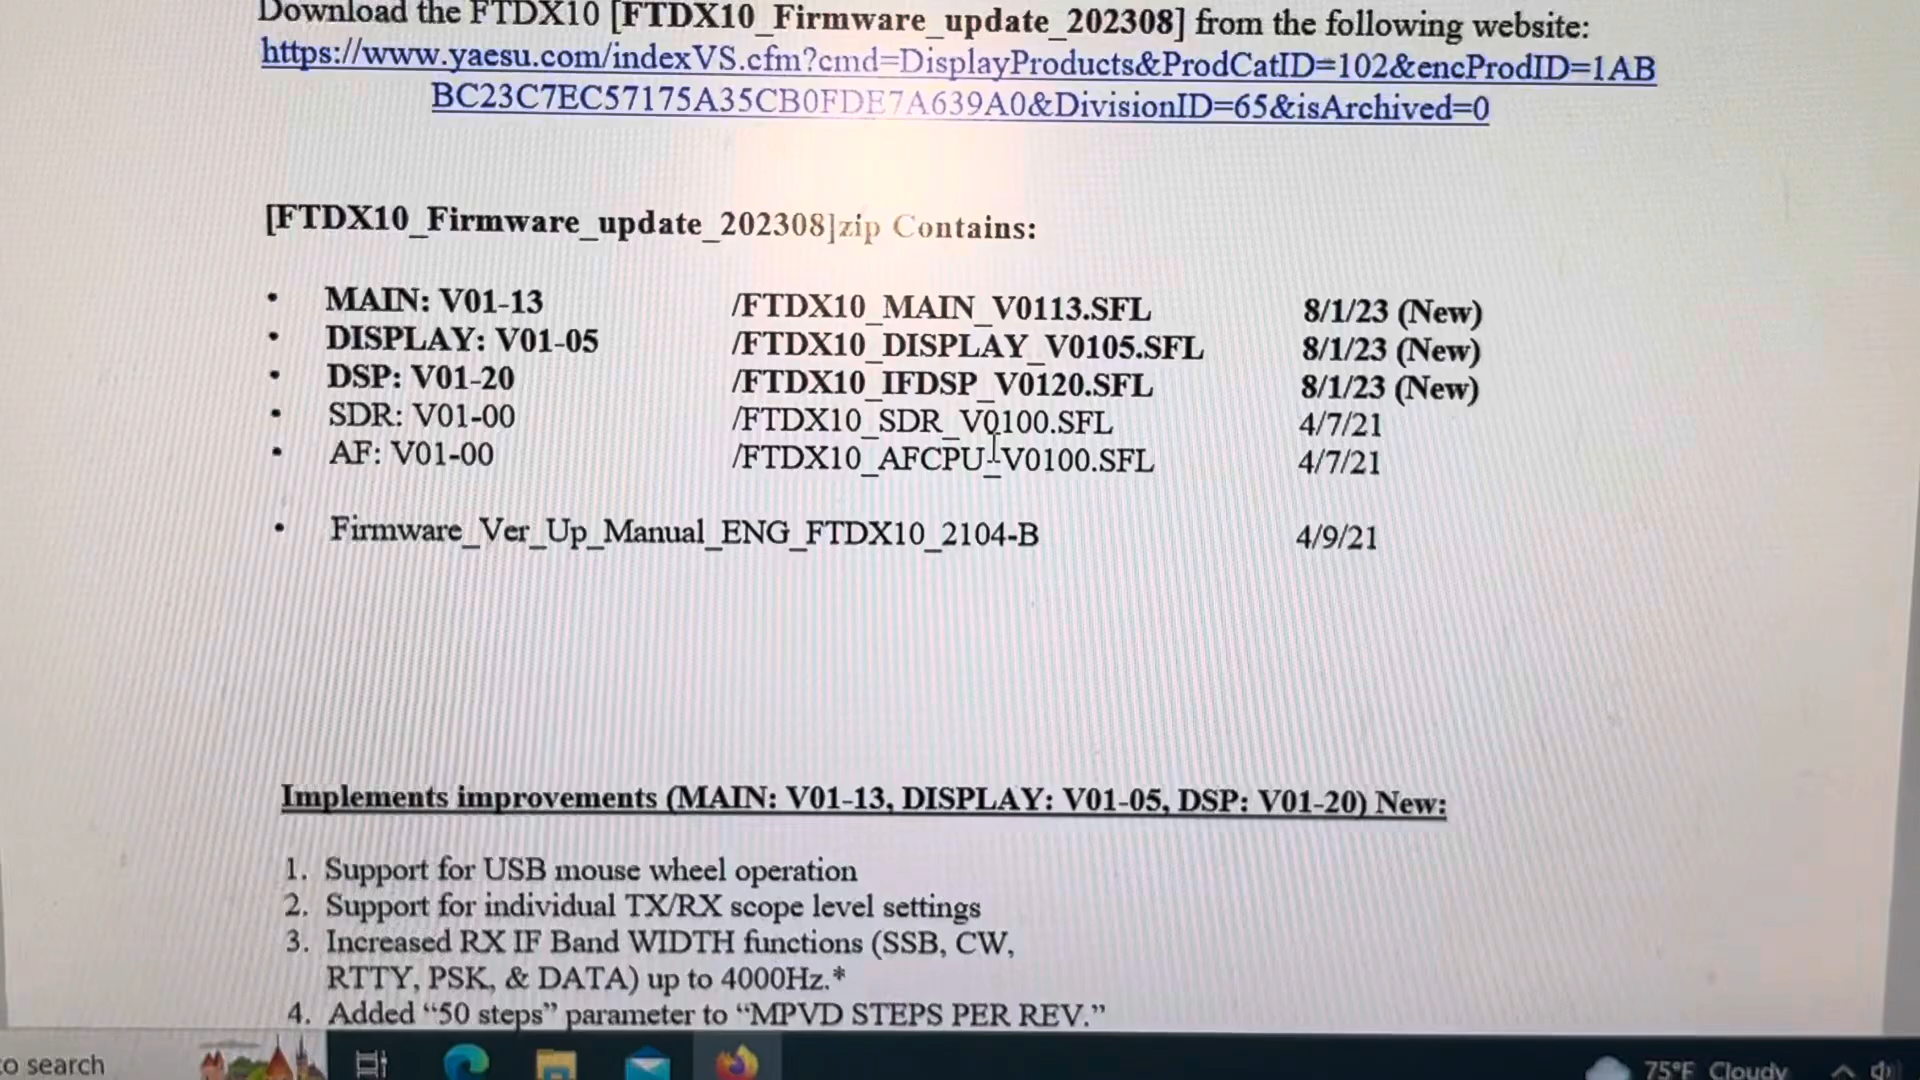 Download the FTDX10 [FTDX10_Firmware_update_202308] from the following website:
https://www.yaesu.com/indexVS.cfm?cmd=DisplayProducts&ProdCatID=102&encProdID=1AB
BC23C7EC57175A35CB0FDE7A639A0&DivisionID=65&isArchived=0
[FTDX10_Firmware_update_202308]zip Contains:
• MAIN: V01-13 /FTDX10_MAIN_V0113.SFL 8/1/23 (New)
• DISPLAY: V01-05 /FTDX10_DISPLAY_V0105.SFL 8/1/23 (New)
• DSP: V01-20 /FTDX10_IFDSP_V0120.SFL 8/1/23 (New)
• SDR: V01-00 /FTDX10_SDR_V0100.SFL 4/7/21
• AF: V01-00 /FTDX10_AFCPU_V0100.SFL 4/7/21
• Firmware_Ver_Up_Manual_ENG_FTDX10_2104-B 4/9/21
Implements improvements (MAIN: V01-13, DISPLAY: V01-05, DSP: V01-20) New:
1. Support for USB mouse wheel operation
2. Support for individual TX/RX scope level settings
3. Increased RX IF Band WIDTH functions (SSB, CW,
RTTY, PSK, & DATA) up to 4000Hz.*
4. Added “50 steps” parameter to “MPVD STEPS PER REV.”
to search 75°F Cloudy